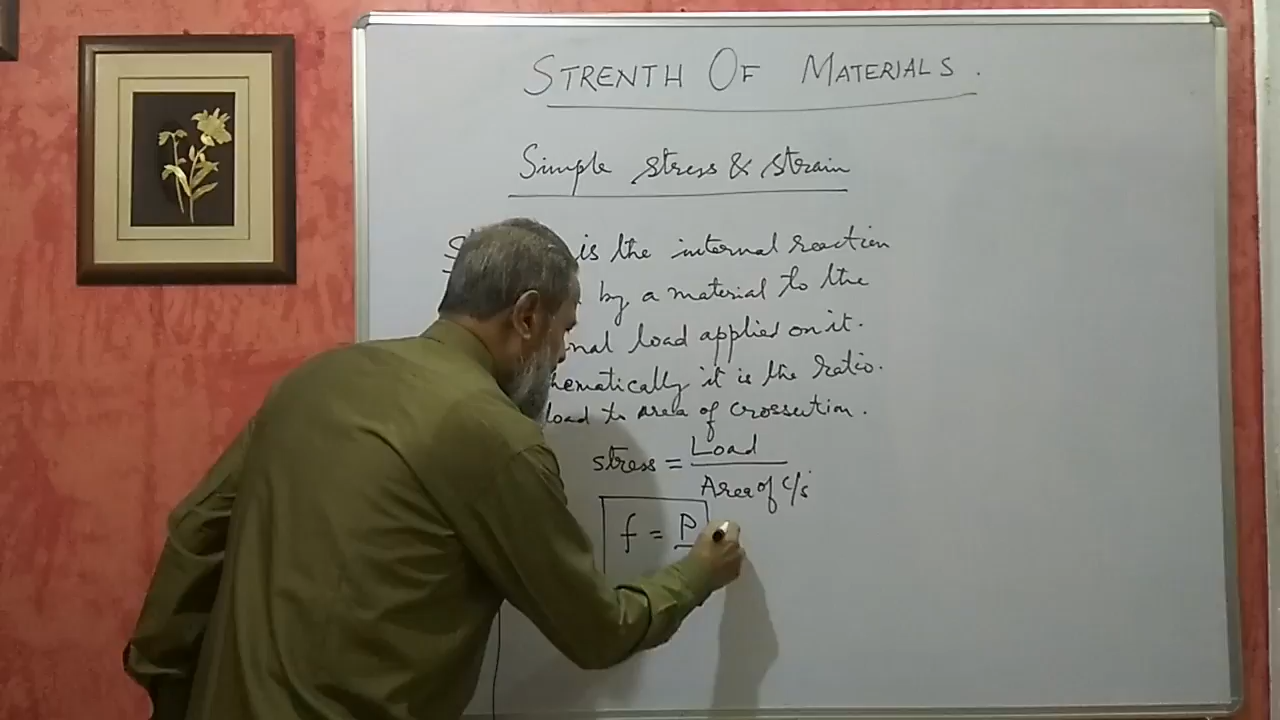 STRENTH OF MATERIALS.
Simple stress & strain
is the internal reaction
by a material to the
nal load applied on it.
hematically it is the ratio.
load to area of crossection.
stress = Load
Area of c/s
f = P